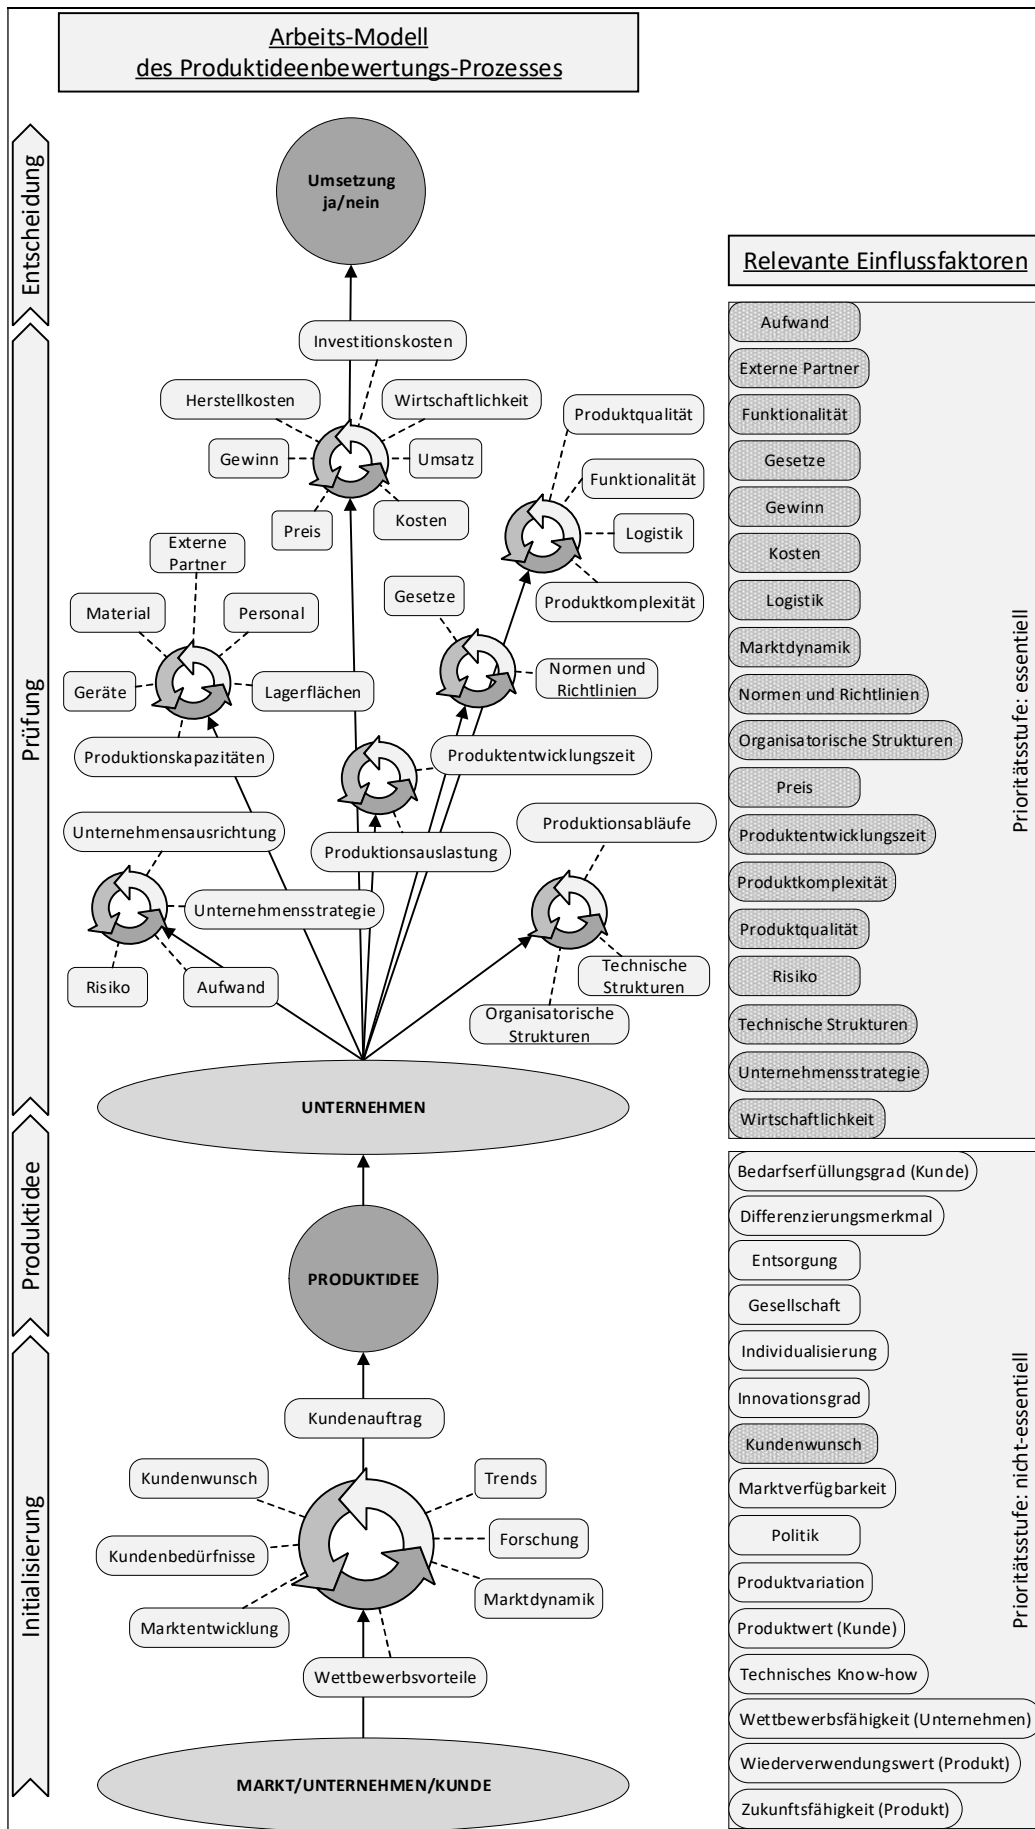 Arbeits-Modell
des Produktideenbewertungs-Prozesses
Entscheidung
Prüfung
Produktidee
Initialisierung
Umsetzung
ja/nein
Investitionskosten
Herstellkosten
Wirtschaftlichkeit
Gewinn
Umsatz
Preis
Kosten
Produktqualität
Funktionalität
Logistik
Produktkomplexität
Externe
Partner
Material
Personal
Geräte
Lagerflächen
Produktionskapazitäten
Gesetze
Normen und
Richtlinien
Produktentwicklungszeit
Produktionsauslastung
Unternehmensausrichtung
Unternehmensstrategie
Risiko
Aufwand
Produktionsabläufe
Technische
Strukturen
Organisatorische
Strukturen
UNTERNEHMEN
PRODUKTIDEE
Kundenauftrag
Kundenwunsch
Trends
Kundenbedürfnisse
Forschung
Marktentwicklung
Marktdynamik
Wettbewerbsvorteile
MARKT/UNTERNEHMEN/KUNDE
Relevante Einflussfaktoren
Aufwand
Externe Partner
Funktionalität
Gesetze
Gewinn
Kosten
Logistik
Marktdynamik
Normen und Richtlinien
Organisatorische Strukturen
Preis
Produktentwicklungszeit
Produktkomplexität
Produktqualität
Risiko
Technische Strukturen
Unternehmensstrategie
Wirtschaftlichkeit
Prioritätsstufe: essentiell
Bedarfserfüllungsgrad (Kunde)
Differenzierungsmerkmal
Entsorgung
Gesellschaft
Individualisierung
Innovationsgrad
Kundenwunsch
Marktverfügbarkeit
Politik
Produktvariation
Produktwert (Kunde)
Technisches Know-how
Wettbewerbsfähigkeit (Unternehmen)
Wiederverwendungswert (Produkt)
Zukunftsfähigkeit (Produkt)
Prioritätsstufe: nicht-essentiell